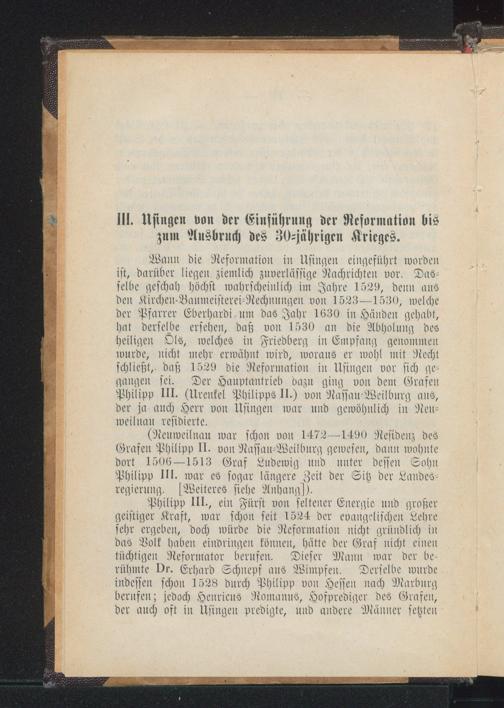 III. Usingen von der Einführung der Reformation bis
zum Ausbruch des 30-jährigen Krieges.
Wann die Reformation in Usingen eingeführt worden
ist, darüber liegen ziemlich zuverlässige Nachrichten vor. Das-
selbe geschah höchst wahrscheinlich im Jahre 1529, denn aus
den Kirchen-Baumeisterei-Rechnungen von 1523—1530, welche
der Pfarrer Eberhardi um das Jahr 1630 in Händen gehabt,
hat derselbe ersehen, daß von 1530 an die Abholung des
heiligen Öls, welches in Friedberg in Empfang genommen
wurde, nicht mehr erwähnt wird, woraus er wohl mit Recht
schließt, daß 1529 die Reformation in Usingen vor sich ge-
gangen sei. Der Hauptantrieb dazu ging von dem Grafen
Philipp III. (Urenkel Philipps II.) von Nassau-Weilburg aus,
der ja auch Herr von Usingen war und gewöhnlich in Neu-
weilnau residierte.
(Neuweilnau war schon von 1472—1490 Residenz des
Grafen Philipp II. von Nassau-Weilburg gewesen, dann wohnte
dort 1506—1513 Graf Ludewig und unter dessen Sohn
Philipp III. war es sogar längere Zeit der Sitz der Landes-
regierung. [Weiteres siehe Anhang]).
Philipp III., ein Fürst von seltener Energie und großer
geistiger Kraft, war schon seit 1524 der evangelischen Lehre
sehr ergeben, doch würde die Reformation nicht gründlich in
das Volk haben eindringen können, hätte der Graf nicht einen
tüchtigen Reformator berufen. Dieser Mann war der be-
rühmte Dr. Erhard Schnepf aus Wimpfen. Derselbe wurde
indessen schon 1528 durch Philipp von Hessen nach Marburg
berufen; jedoch Henricus Romanus, Hofprediger des Grafen,
der auch oft in Usingen predigte, und andere Männer setzten